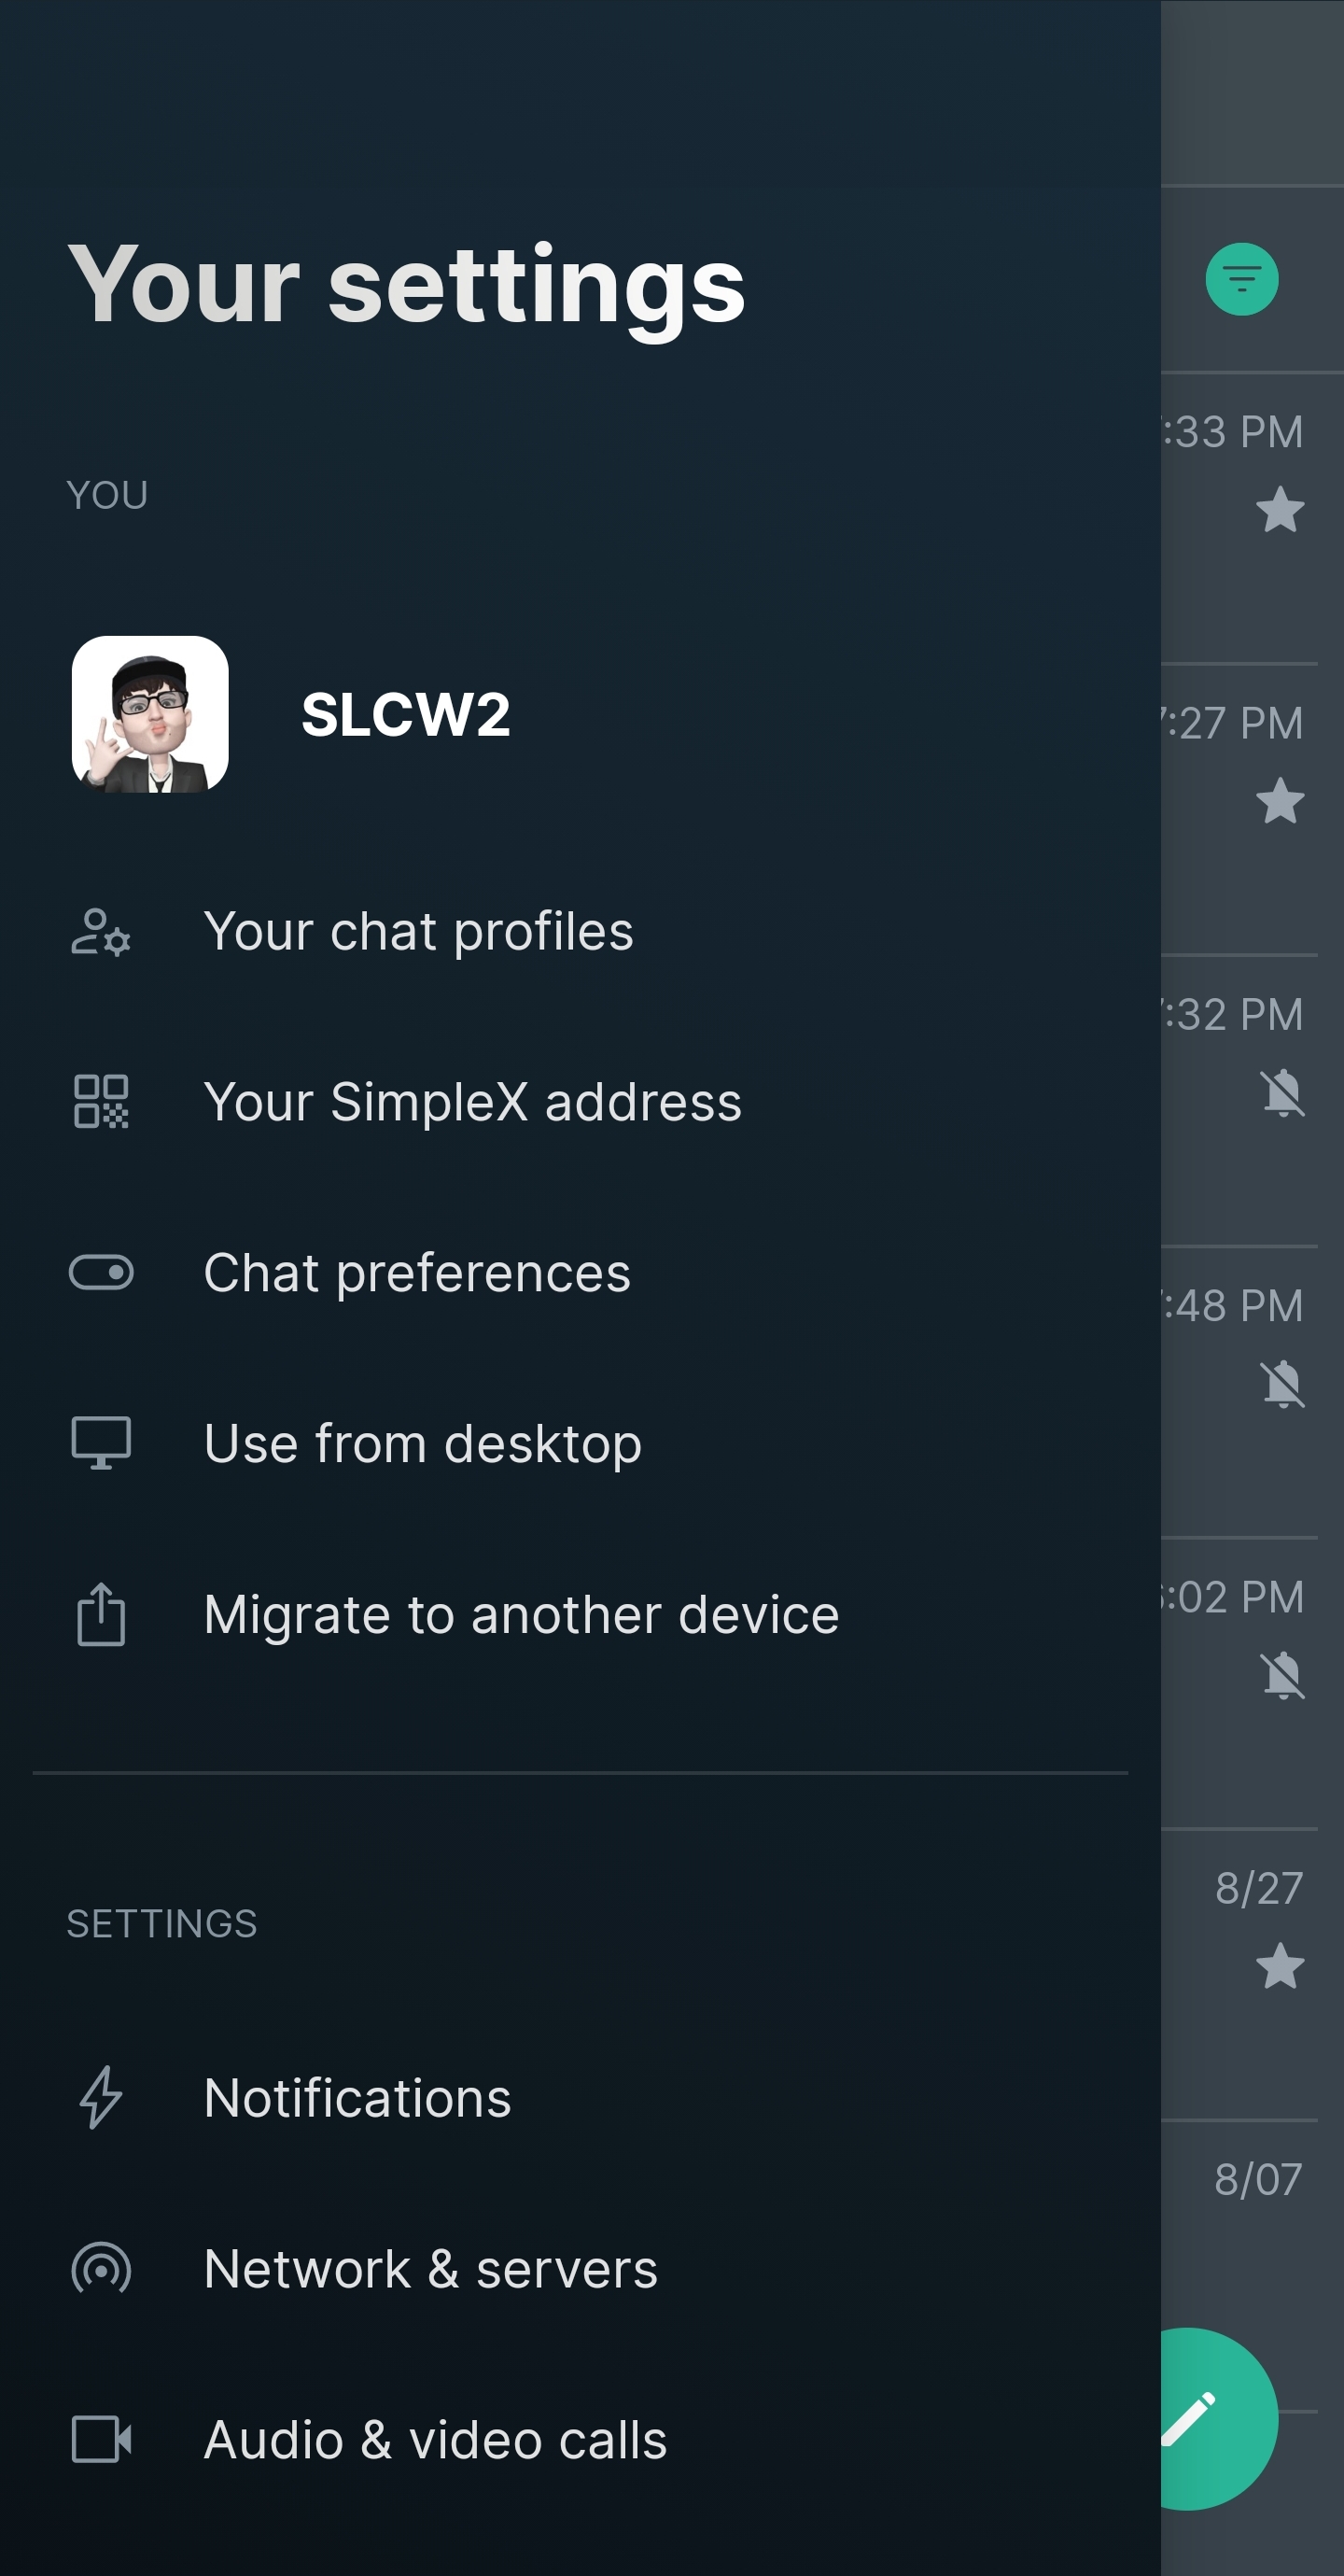 Your settings
YOU
SLCW2
Your chat profiles
Your SimpleX address
Chat preferences
Use from desktop
Migrate to another device
SETTINGS
Notifications
Network & servers
Audio & video calls
:33 PM
7:27 PM
:32 PM
:48 PM
:02 PM
8/27
8/07